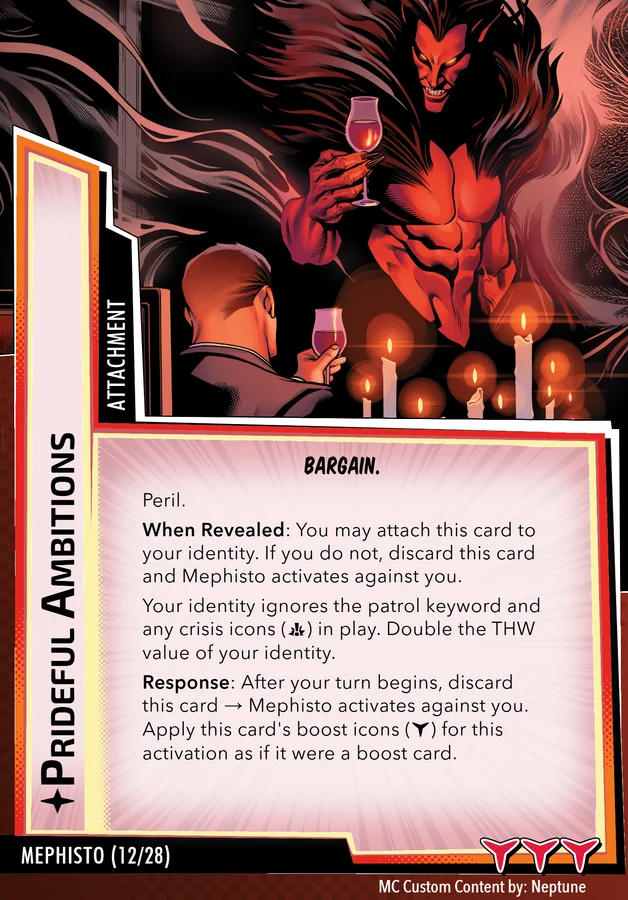 ATTACHMENT
PRIDEFUL AMBITIONS
BARGAIN.
Peril.
When Revealed: You may attach this card to
your identity. If you do not, discard this card
and Mephisto activates against you.
Your identity ignores the patrol keyword and
any crisis icons () in play. Double the THW
value of your identity.
Response: After your turn begins, discard
this card → Mephisto activates against you.
Apply this card's boost icons () for this
activation as if it were a boost card.
MEPHISTO (12/28)
MC Custom Content by: Neptune